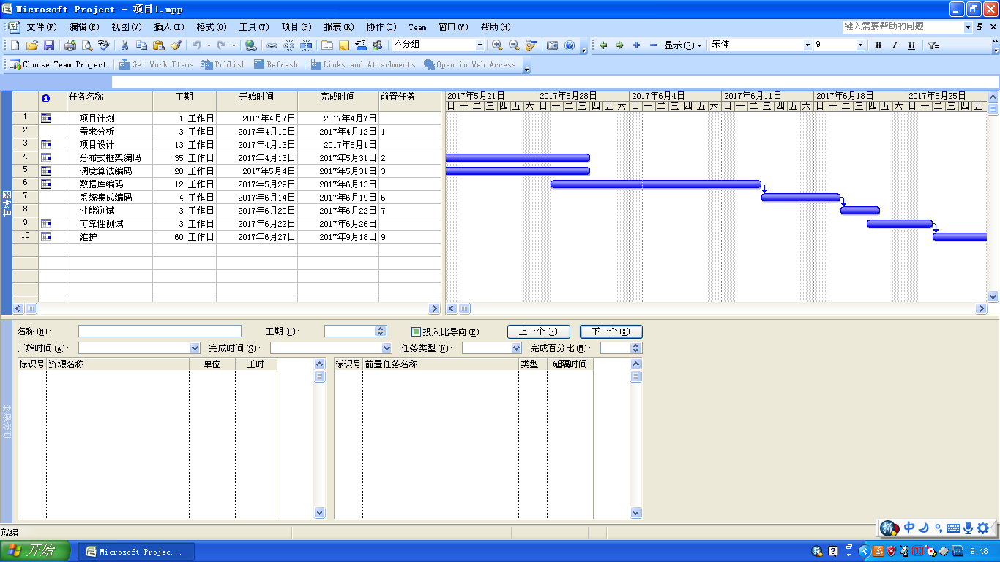 Microsoft Project - 项目1.mpp
文件(F) 编辑(E) 视图(V) 插入(I) 格式(O) 工具(T) 项目(P) 报表(R) 协作(C) Team 窗口(W) 帮助(H) 键入需要帮助的问题
不分组 显示(S) 宋体 9 B I U
Choose Team Project Get Work Items Publish Refresh Links and Attachments Open in Web Access
任务名称 工期 开始时间 完成时间 前置任务 2017年5月21日 2017年5月28日 2017年6月4日 2017年6月11日 2017年6月18日 2017年6月25日
日 一 二 三 四 五 六 日 一 二 三 四 五 六 日 一 二 三 四 五 六 日 一 二 三 四 五 六 日 一 二 三 四 五 六 日 一 二 三 四 五
1 项目计划 1 工作日 2017年4月7日 2017年4月7日
2 需求分析 3 工作日 2017年4月10日 2017年4月12日 1
3 项目设计 13 工作日 2017年4月13日 2017年5月1日
4 分布式框架编码 35 工作日 2017年4月13日 2017年5月31日 2
5 调度算法编码 20 工作日 2017年5月4日 2017年5月31日 3
6 数据库编码 12 工作日 2017年5月29日 2017年6月13日
7 系统集成编码 4 工作日 2017年6月14日 2017年6月19日 6
8 性能测试 3 工作日 2017年6月20日 2017年6月22日 7
9 可靠性测试 3 工作日 2017年6月22日 2017年6月26日
10 维护 60 工作日 2017年6月27日 2017年9月18日 9
甘特图
名称(N): 工期(D): 投入比导向(E) 上一个(R) 下一个(X)
开始时间(A): 完成时间(S): 任务类型(K): 完成百分比(M):
标识号 资源名称 单位 工时 标识号 前置任务名称 类型 延隔时间
任务窗体
就绪
中
开始 Microsoft Projec... 9:48